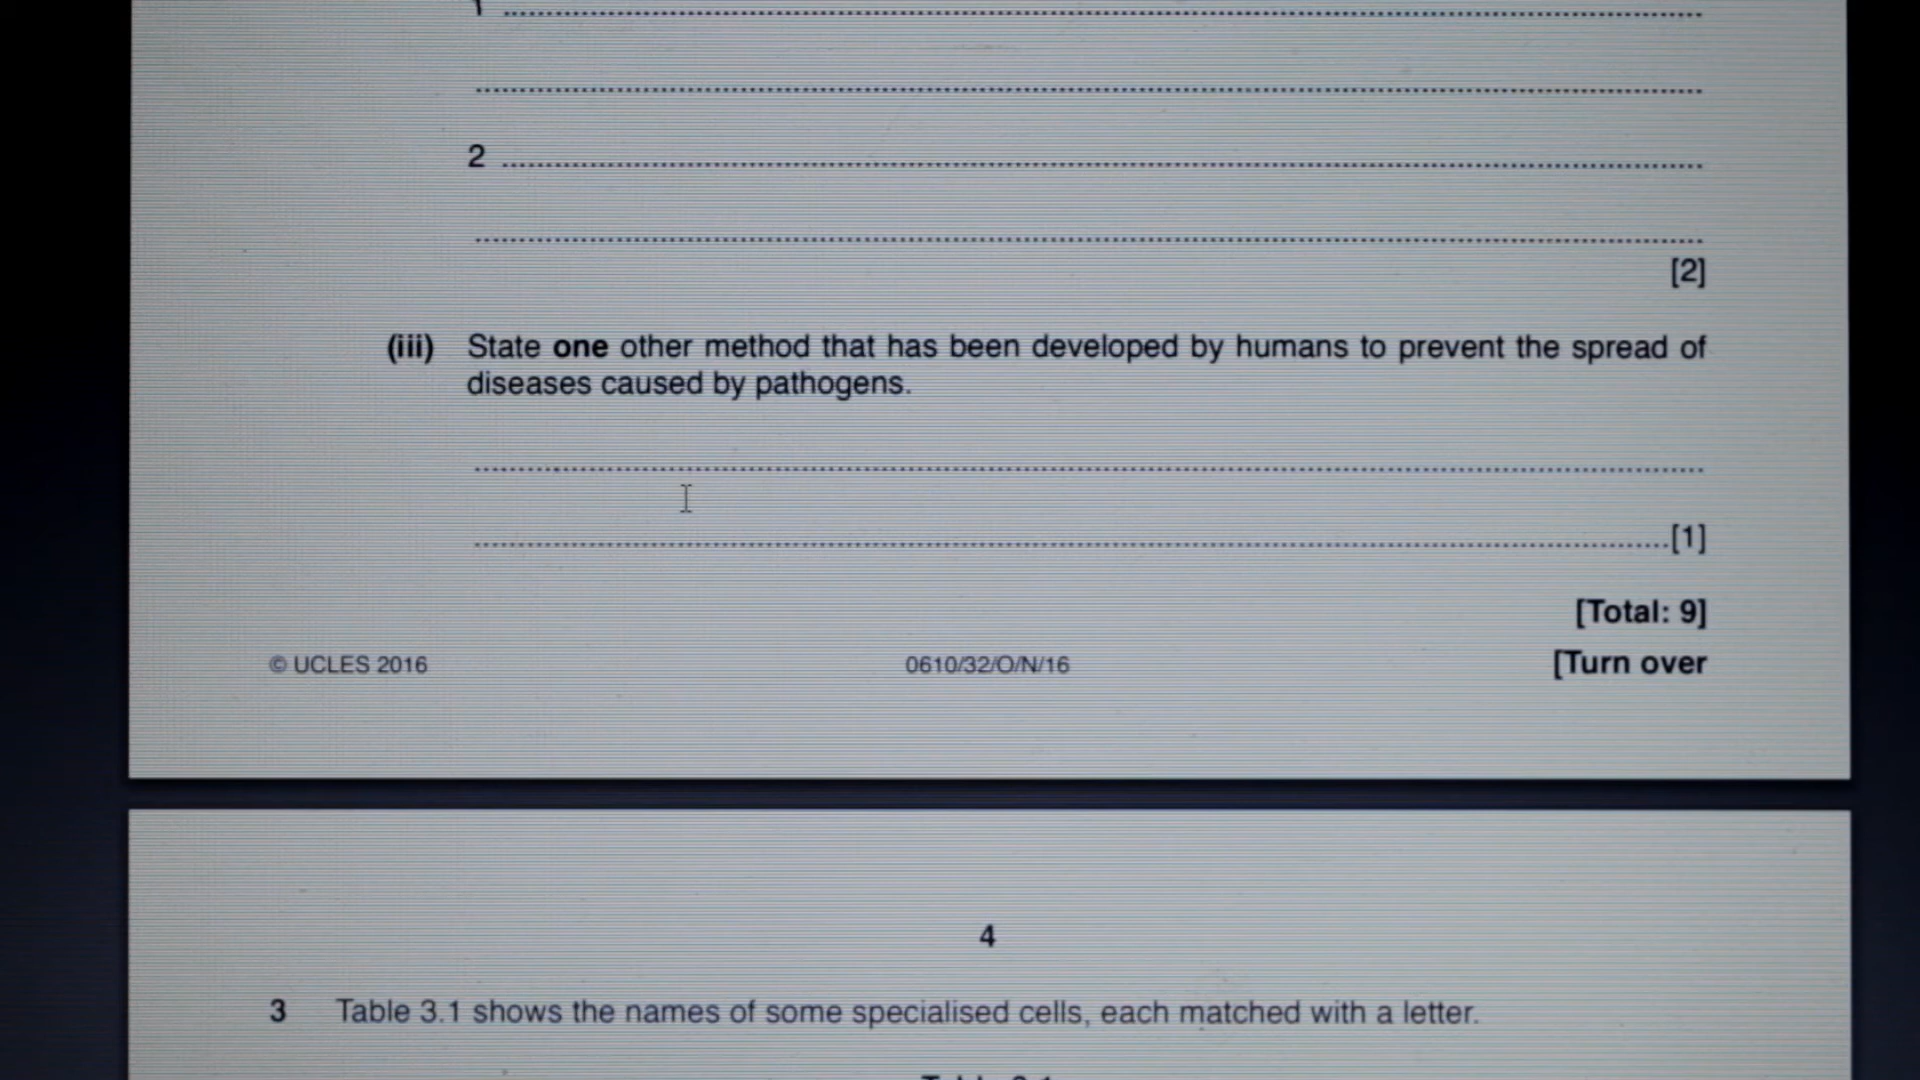 1 ........................................
........................................
2 ........................................
........................................
[2]
(iii) State one other method that has been developed by humans to prevent the spread of
diseases caused by pathogens.
........................................
........................................[1]
[Total: 9]
© UCLES 2016 0610/32/O/N/16 [Turn over
4
3 Table 3.1 shows the names of some specialised cells, each matched with a letter.